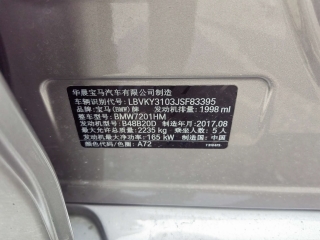 华晨宝马汽车有限公司制造
车辆识别代号: LBVKY3103JSF83395
品 牌: 宝马(BMW)牌 发动机排量: 1998 ml
整车型号: BMW7201HM
发动机型号: B48B20D 制造年月: 2017.08
最大允许总质量: 2235 kg 乘坐人数: 5 人
发动机最大净功率: 165 kW 制造国: 中国
颜色代码/色圈: A72